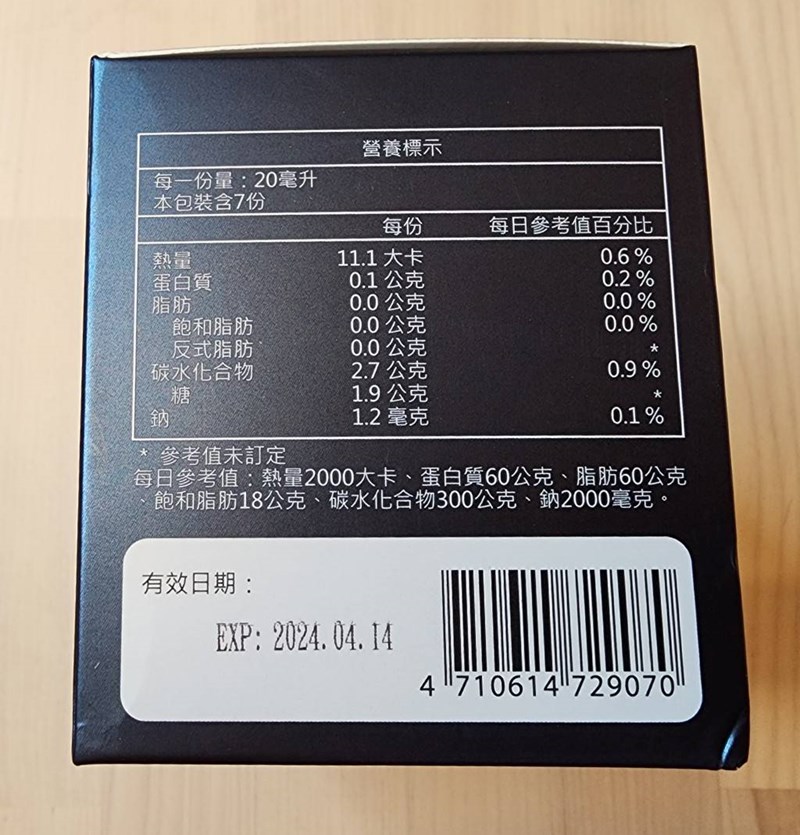 營養標示
每一份量：20毫升
本包裝含7份
每份 每日參考值百分比
熱量 11.1 大卡 0.6 %
蛋白質 0.1 公克 0.2 %
脂肪 0.0 公克 0.0 %
飽和脂肪 0.0 公克 0.0 %
反式脂肪 0.0 公克 *
碳水化合物 2.7 公克 0.9 %
糖 1.9 公克 *
鈉 1.2 毫克 0.1 %
* 參考值未訂定
每日參考值：熱量2000大卡、蛋白質60公克、脂肪60公克
、飽和脂肪18公克、碳水化合物300公克、鈉2000毫克。
有效日期：
EXP: 2024.04.14
4 710614 729070